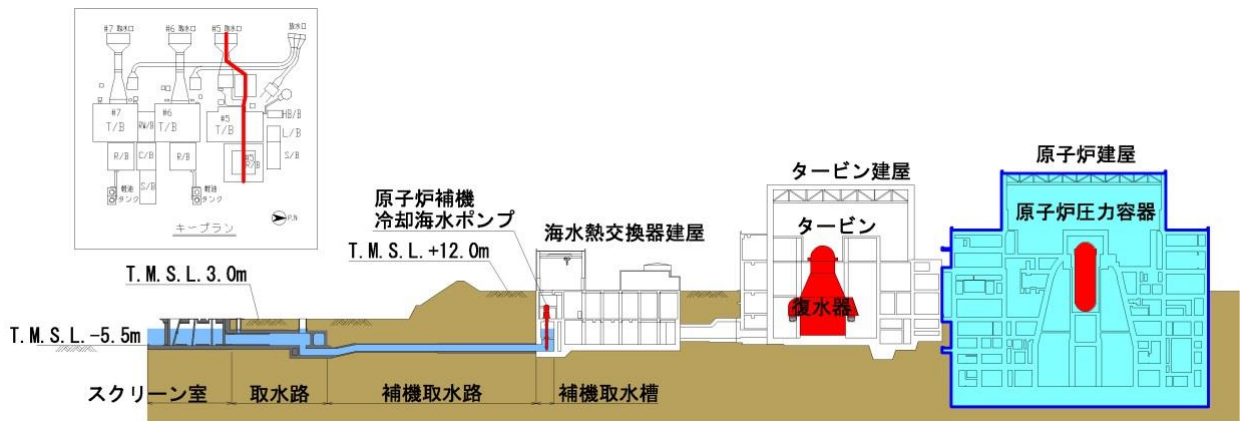 #7 取水口
#6 取水口
#5 取水口
放水口
#7
T/B
RW/B
#6
T/B
#5
T/B
HB/B
L/B
S/B
R/B
C/B
R/B
S/B
軽油
タンク
軽油
タンク
P.N
キープラン
原子炉補機
冷却海水ポンプ
T.M.S.L.+12.0m
T.M.S.L.3.0m
T.M.S.L.-5.5m
海水熱交換器建屋
タービン建屋
タービン
復水器
原子炉建屋
原子炉圧力容器
スクリーン室
取水路
補機取水路
補機取水槽